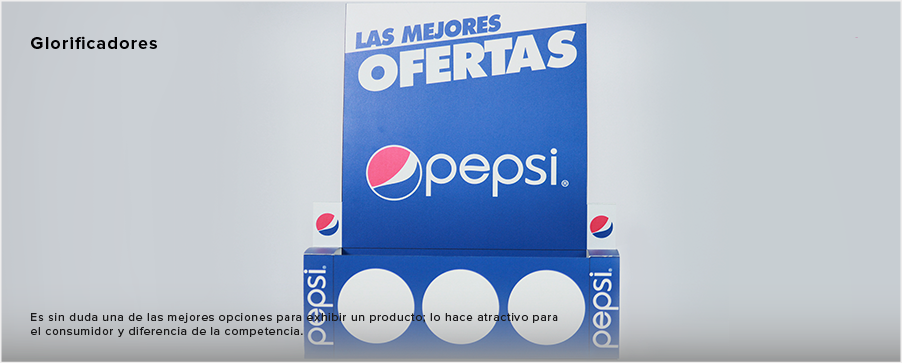 Glorificadores
LAS MEJORES
OFERTAS
pepsi®
pepsi®
pepsi®
Es sin duda una de las mejores opciones para exhibir un producto; lo hace atractivo para
el consumidor y diferencia de la competencia.